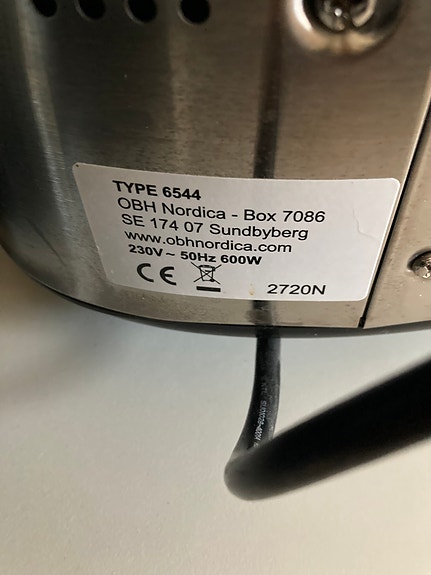 TYPE 6544
OBH Nordica - Box 7086
SE 174 07 Sundbyberg
www.obhnordica.com
230V ~ 50Hz 600W
CE
2720N